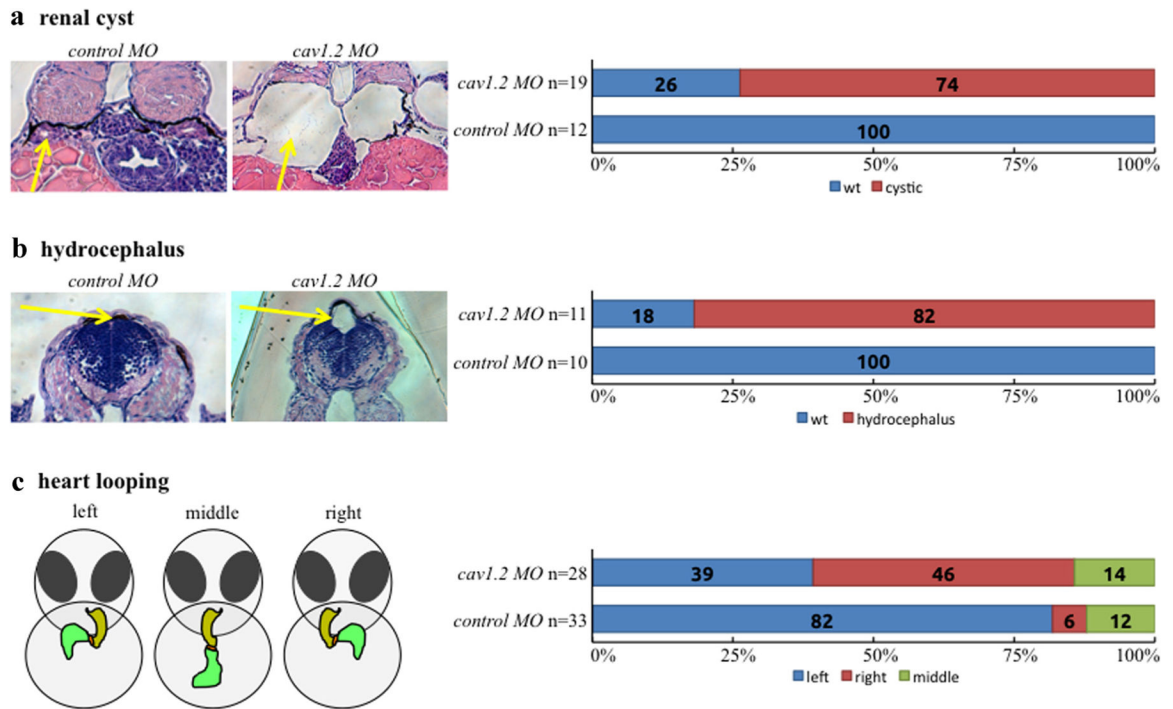 a renal cyst
control MO cav1.2 MO
cav1.2 MO n=19 26 74
control MO n=12 100
0% 25% 50% 75% 100%
wt cystic
b hydrocephalus
control MO cav1.2 MO
cav1.2 MO n=11 18 82
control MO n=10 100
0% 25% 50% 75% 100%
wt hydrocephalus
c heart looping
left middle right
cav1.2 MO n=28 39 46 14
control MO n=33 82 6 12
0% 25% 50% 75% 100%
left right middle